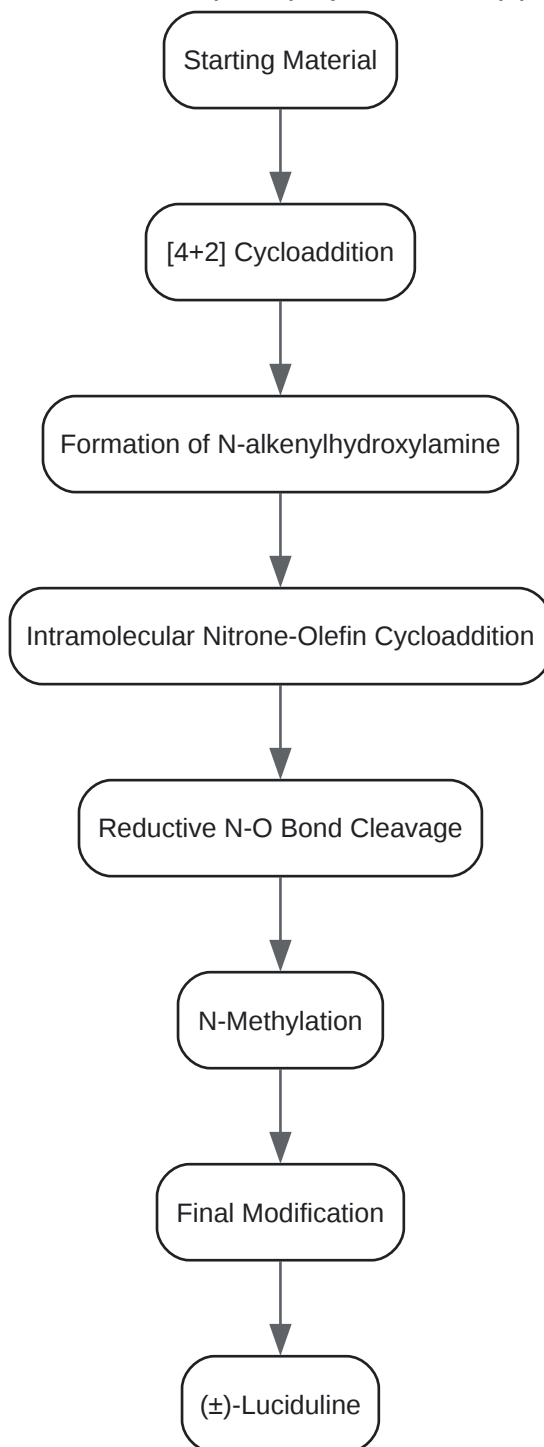 Starting Material
[4+2] Cycloaddition
Formation of N-alkenylhydroxylamine
Intramolecular Nitrone-Olefin Cycloaddition
Reductive N-O Bond Cleavage
N-Methylation
Final Modification
(±)-Luciduline